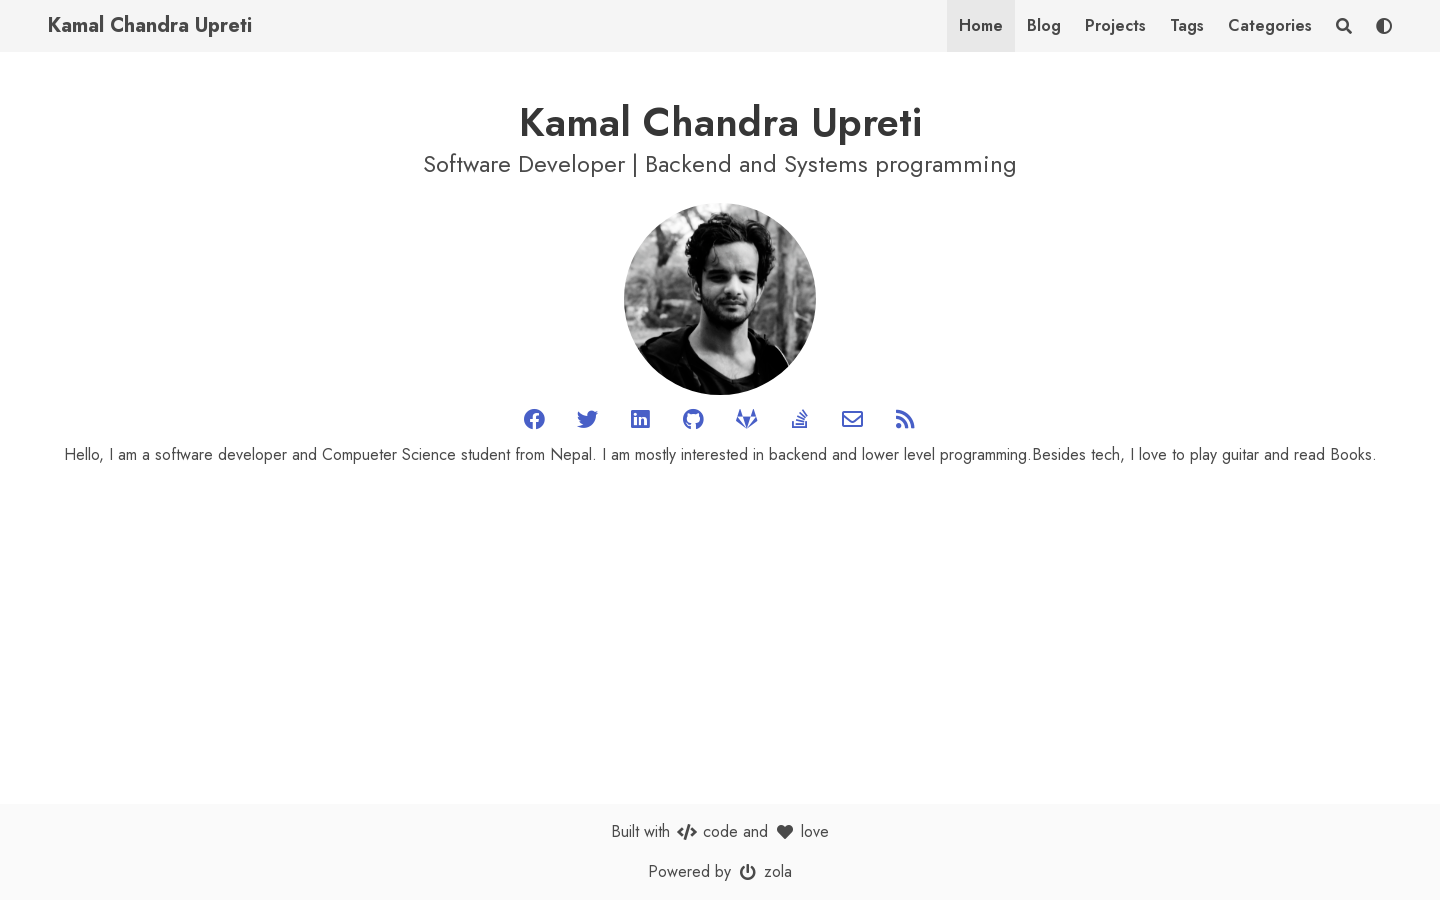 Kamal Chandra Upreti
Home Blog Projects Tags Categories
Kamal Chandra Upreti
Software Developer | Backend and Systems programming
Hello, I am a software developer and Compueter Science student from Nepal. I am mostly interested in backend and lower level programming.Besides tech, I love to play guitar and read Books.
Built with code and love
Powered by zola